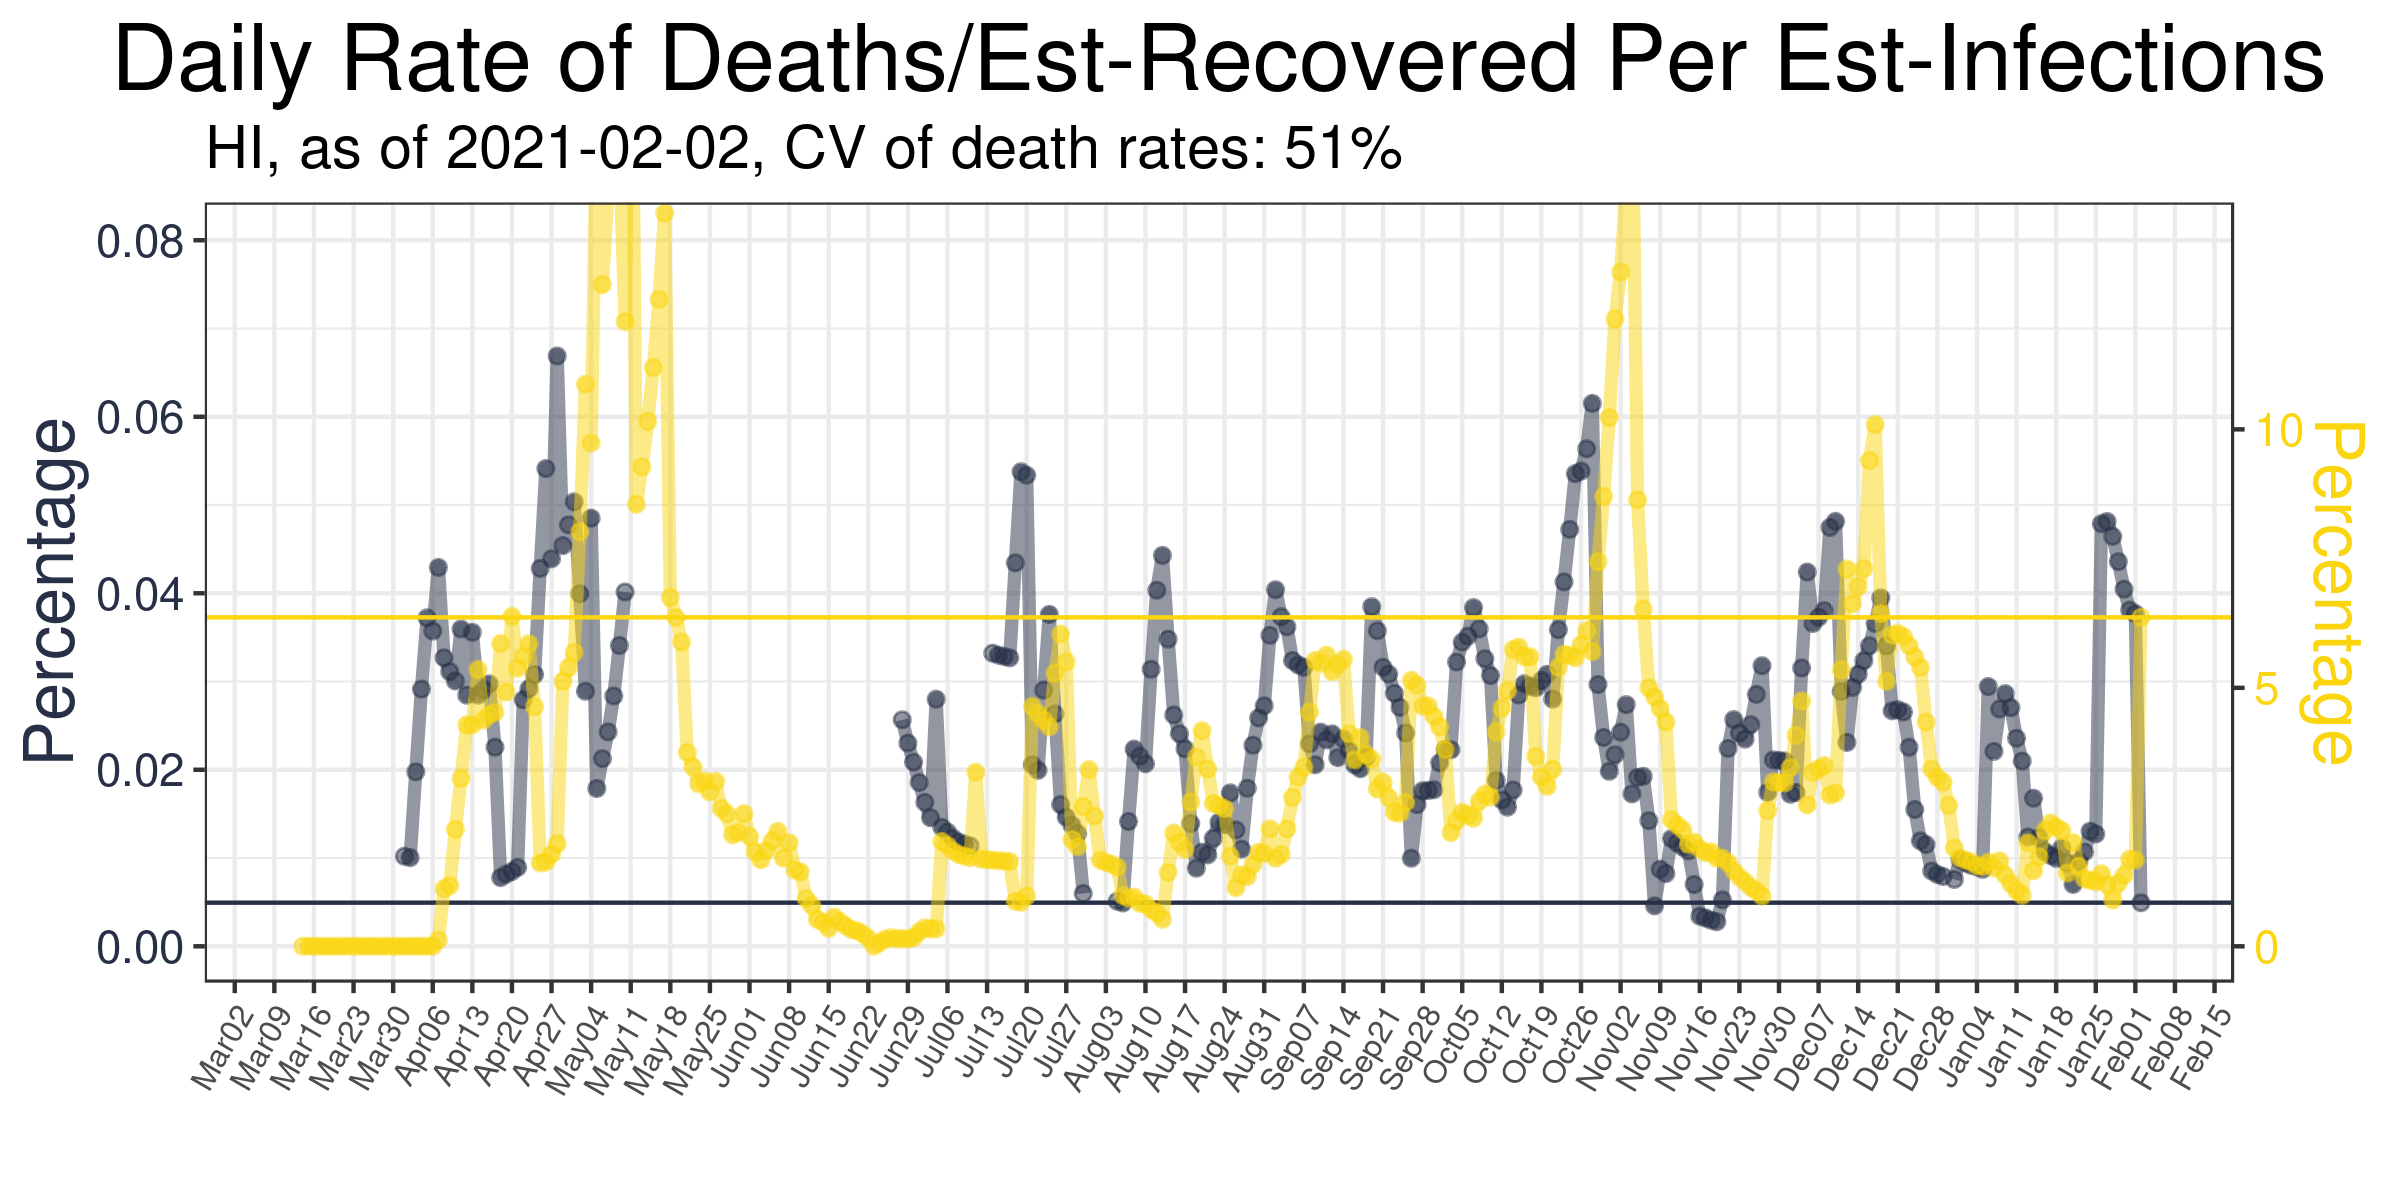 Daily Rate of Deaths/Est-Recovered Per Est-Infections
HI, as of 2021-02-02, CV of death rates: 51%
Percentage
0.08
0.06
0.04
0.02
0.00
10
5
0
Percentage
Mar02
Mar09
Mar16
Mar23
Mar30
Apr06
Apr13
Apr20
Apr27
May04
May11
May18
May25
Jun01
Jun08
Jun15
Jun22
Jun29
Jul06
Jul13
Jul20
Jul27
Aug03
Aug10
Aug17
Aug24
Aug31
Sep07
Sep14
Sep21
Sep28
Oct05
Oct12
Oct19
Oct26
Nov02
Nov09
Nov16
Nov23
Nov30
Dec07
Dec14
Dec21
Dec28
Jan04
Jan11
Jan18
Jan25
Feb01
Feb08
Feb15